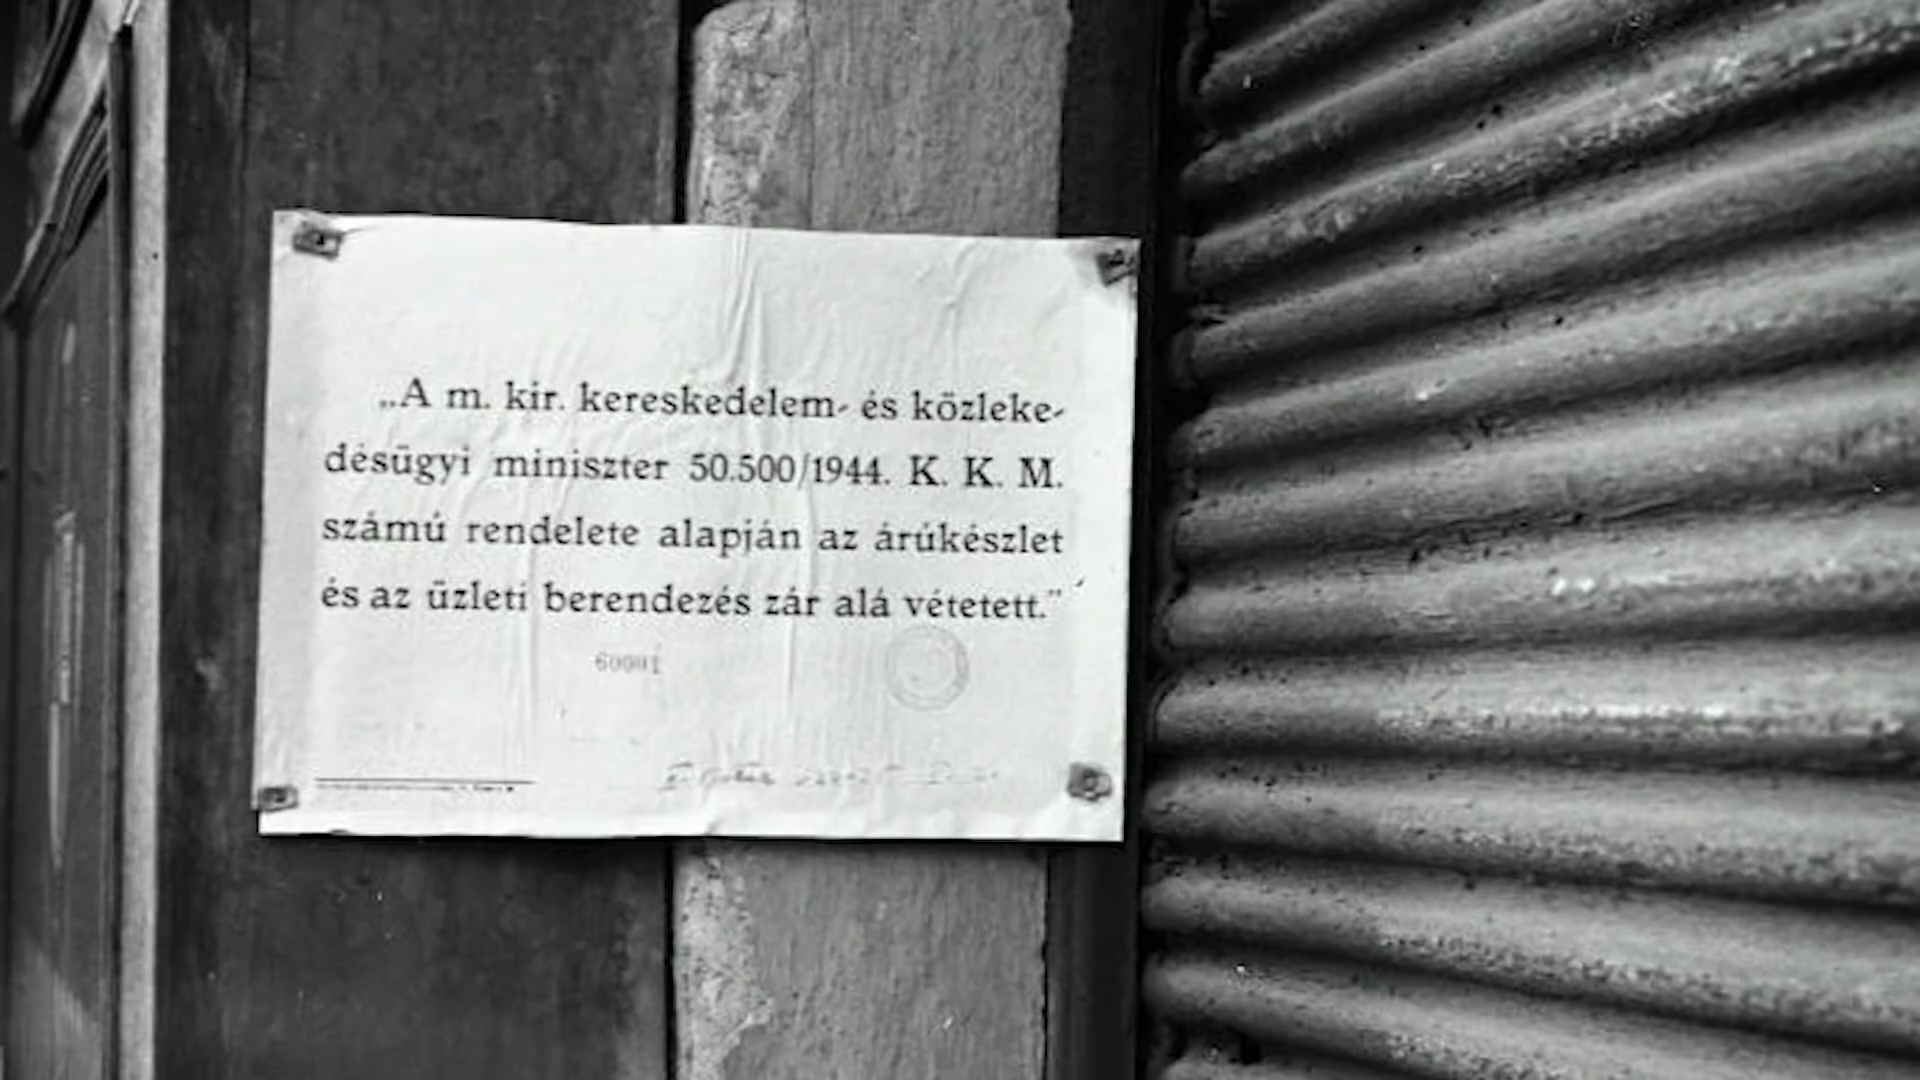 „A m. kir. kereskedelem- és közleke-
désügyi miniszter 50.500/1944. K. K. M.
számú rendelete alapján az árúkészlet
és az üzleti berendezés zár alá vétetett.”